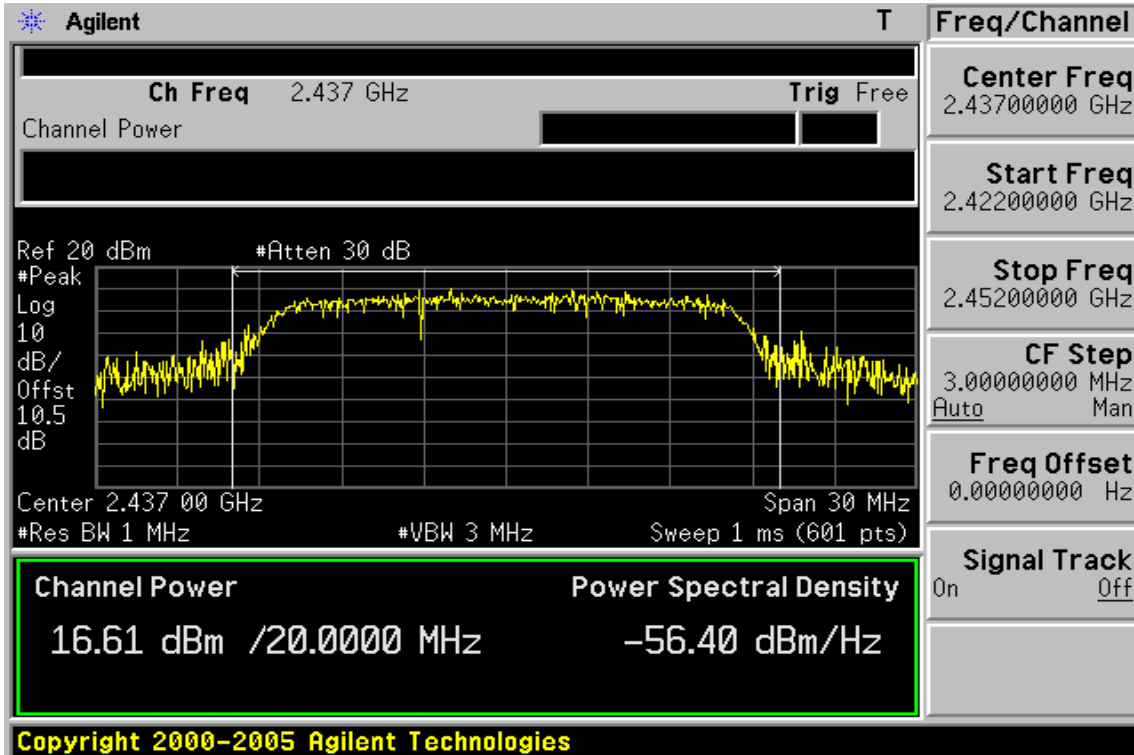 Agilent T
Ch Freq 2.437 GHz Trig Free
Channel Power
Ref 20 dBm #Atten 30 dB
#Peak
Log
10
dB/
Offst
10.5
dB
Center 2.437 00 GHz Span 30 MHz
#Res BW 1 MHz #VBW 3 MHz Sweep 1 ms (601 pts)
Channel Power Power Spectral Density
16.61 dBm /20.0000 MHz -56.40 dBm/Hz
Copyright 2000-2005 Agilent Technologies
Freq/Channel
Center Freq
2.43700000 GHz
Start Freq
2.42200000 GHz
Stop Freq
2.45200000 GHz
CF Step
3.00000000 MHz
Auto Man
Freq Offset
0.00000000 Hz
Signal Track
On Off